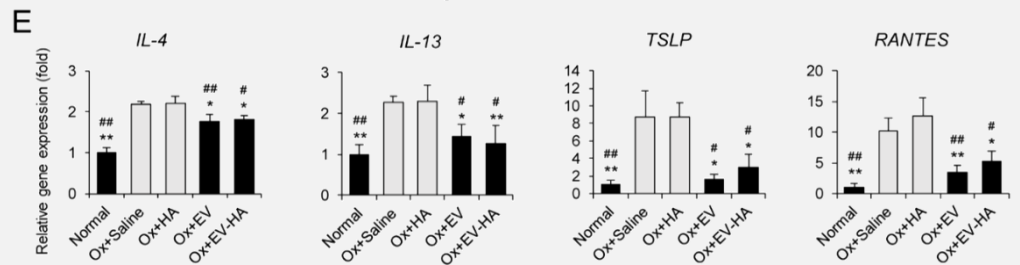 E
IL-4
IL-13
TSLP
RANTES
Relative gene expression (fold)
3
2
1
0
##
**
##
*
#
*
Normal
Ox+Saline
Ox+HA
Ox+EV
Ox+EV-HA
3
2
1
0
##
**
#
*
#
**
Normal
Ox+Saline
Ox+HA
Ox+EV
Ox+EV-HA
14
12
10
8
6
4
2
0
##
**
#
*
#
*
Normal
Ox+Saline
Ox+HA
Ox+EV
Ox+EV-HA
20
15
10
5
0
##
**
##
**
#
*
Normal
Ox+Saline
Ox+HA
Ox+EV
Ox+EV-HA